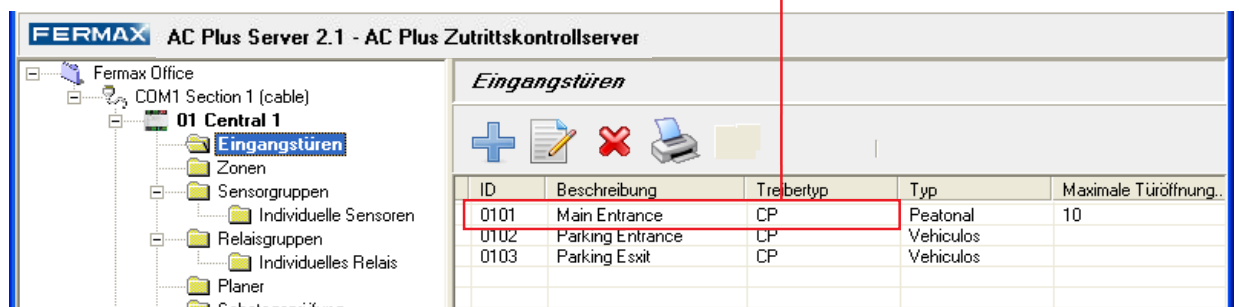 FERMAX AC Plus Server 2.1 - AC Plus Zutrittskontrollserver
Fermax Office
COM1 Section 1 (cable)
01 Central 1
Eingangstüren
Zonen
Sensorgruppen
Individuelle Sensoren
Relaisgruppen
Individuelles Relais
Planer
Eingangstüren
ID Beschreibung Treibertyp Typ Maximale Türöffnung..
0101 Main Entrance CP Peatonal 10
0102 Parking Entrance CP Vehiculos
0103 Parking Esxit CP Vehiculos